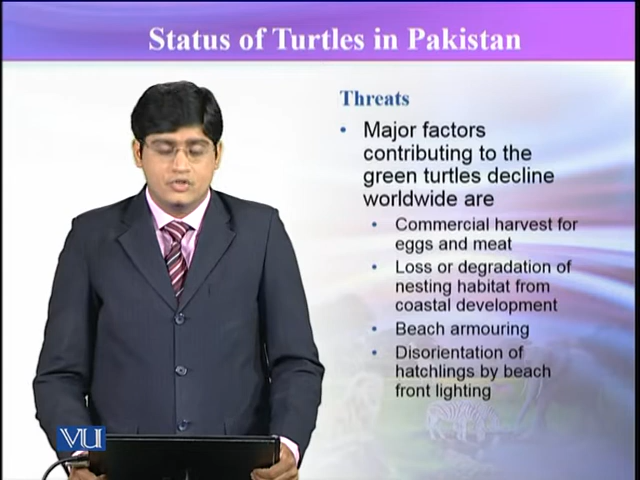 Status of Turtles in Pakistan
Threats
• Major factors
contributing to the
green turtles decline
worldwide are
• Commercial harvest for
eggs and meat
• Loss or degradation of
nesting habitat from
coastal development
• Beach armouring
• Disorientation of
hatchlings by beach
front lighting
VU